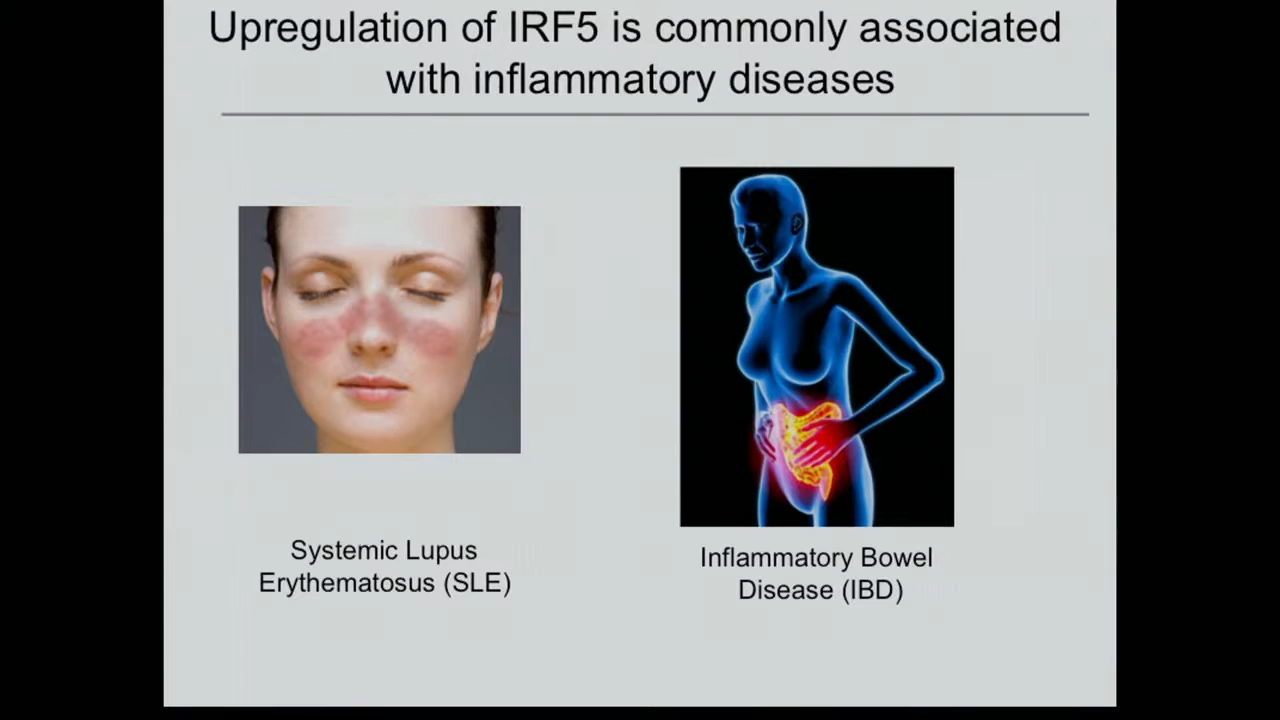 Upregulation of IRF5 is commonly associated
with inflammatory diseases
Systemic Lupus
Erythematosus (SLE)
Inflammatory Bowel
Disease (IBD)